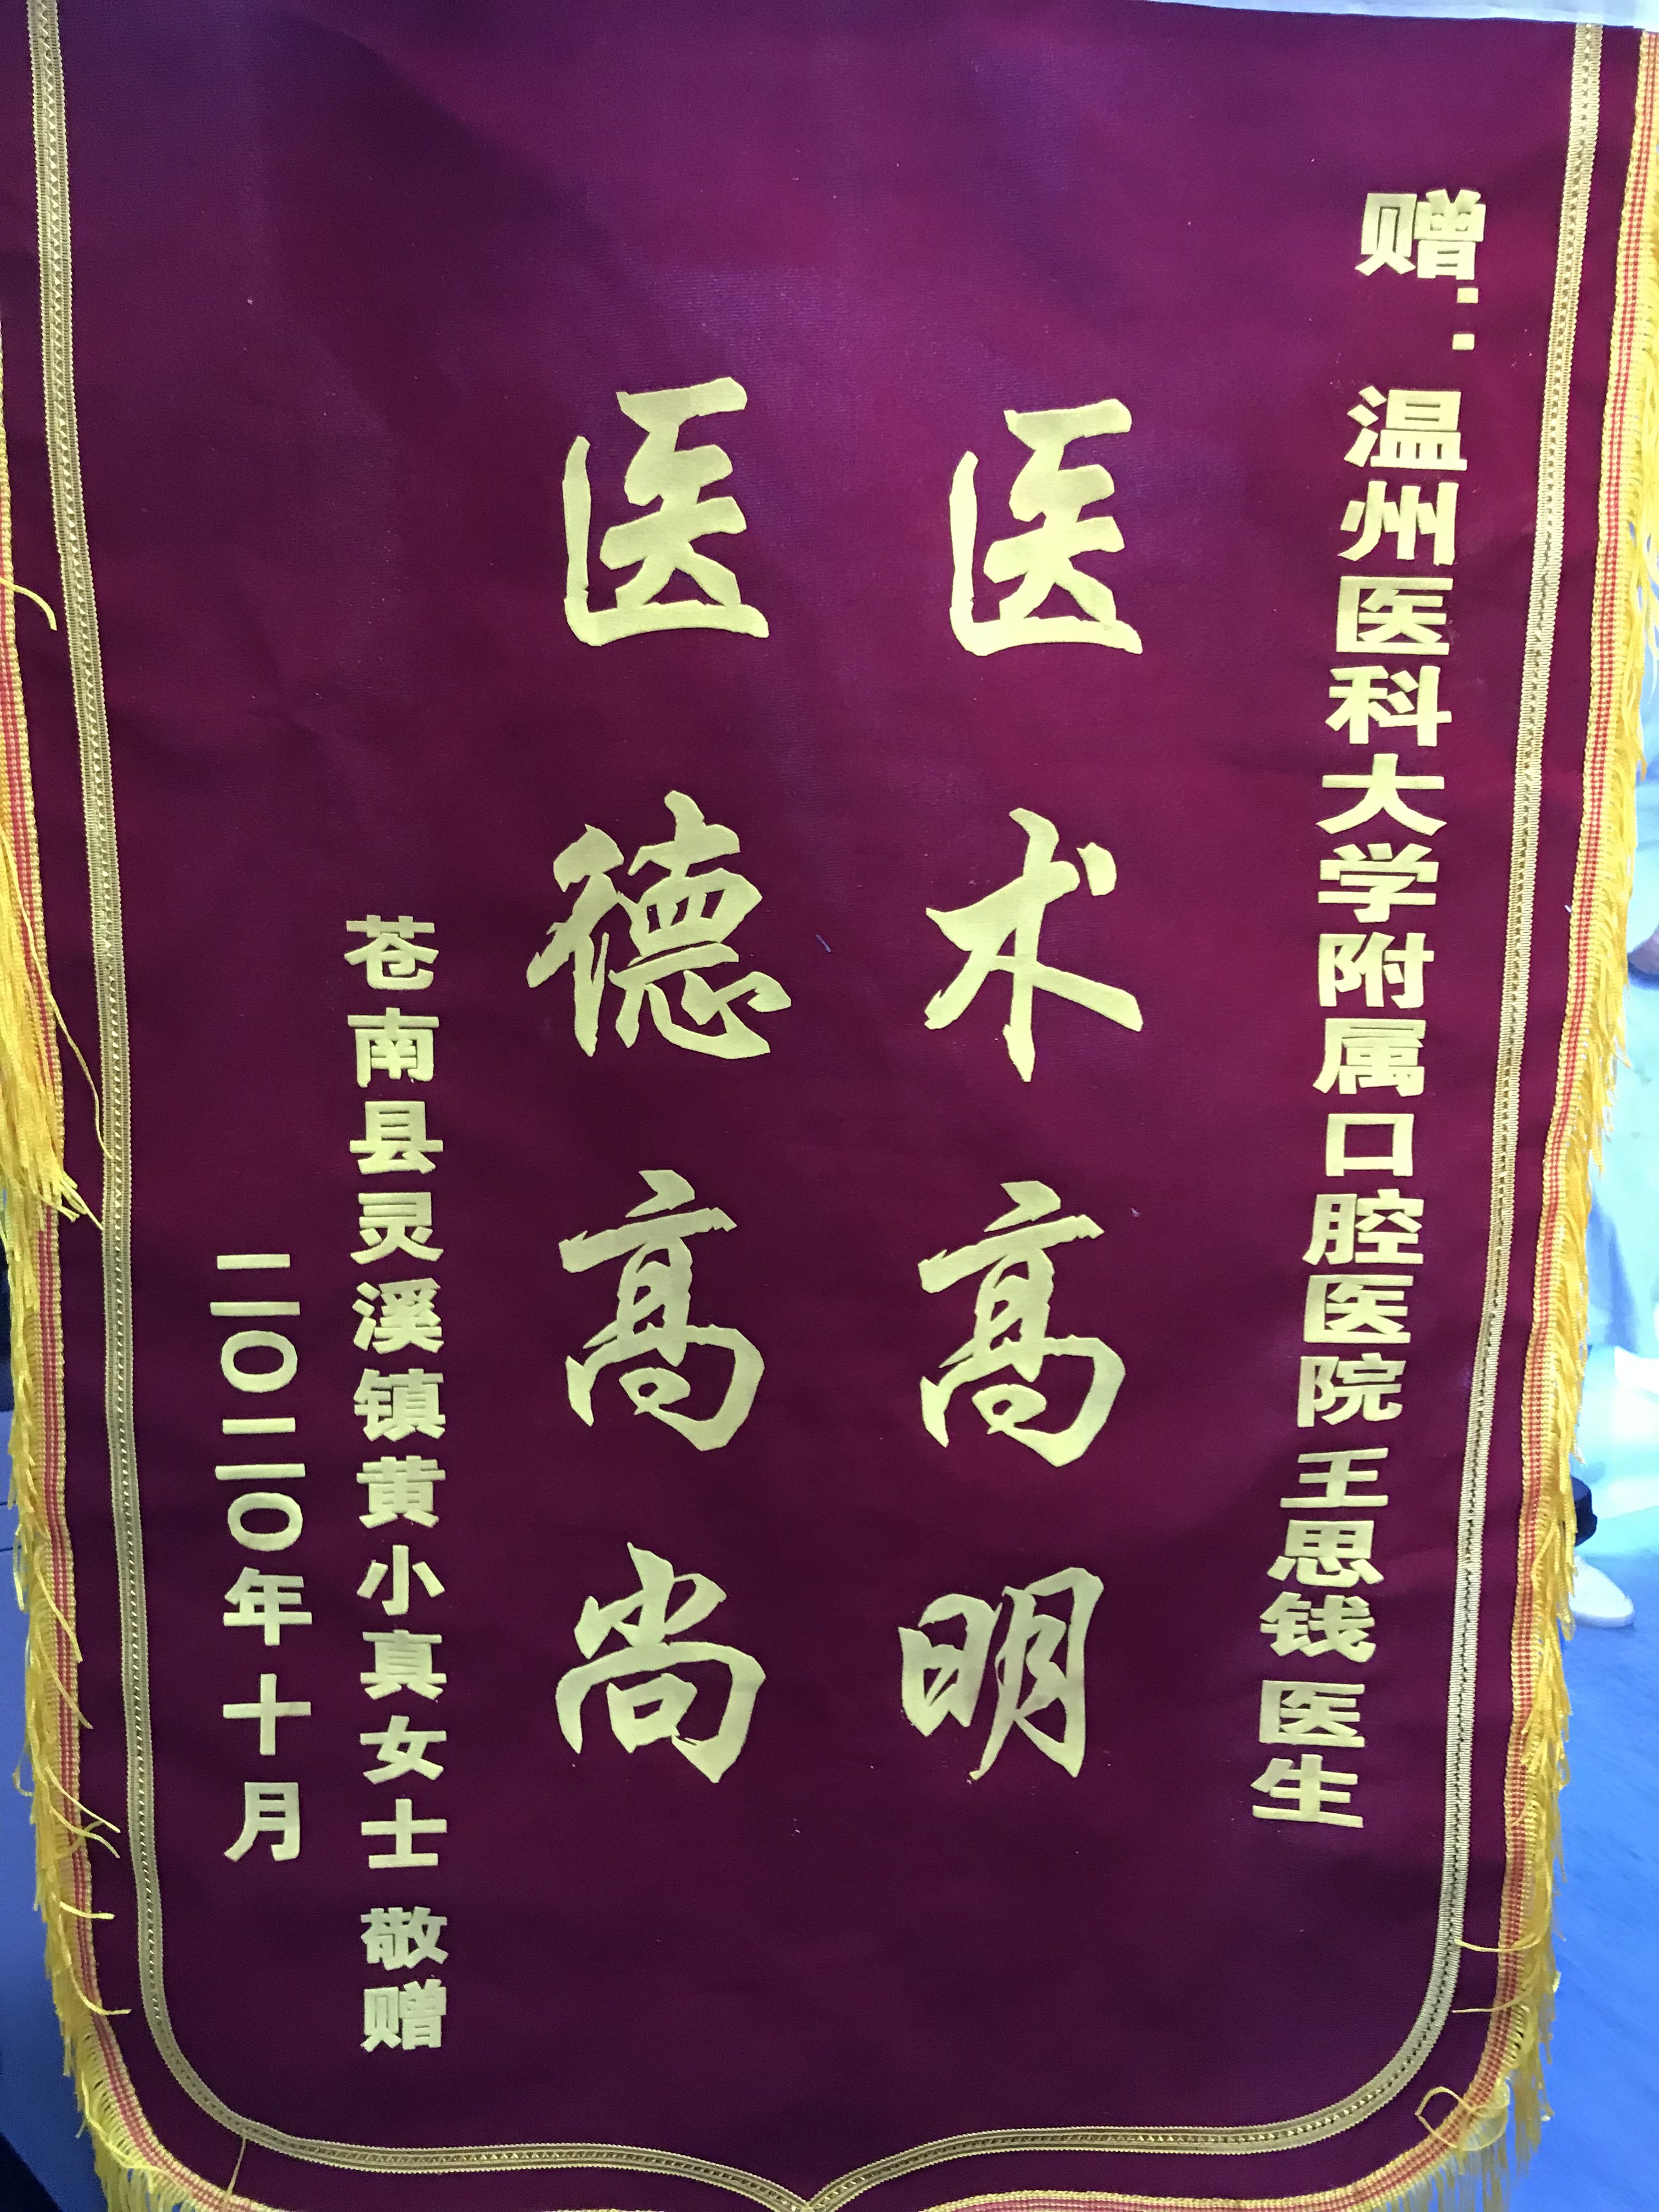 赠：温州医科大学附属口腔医院 王思钱 医生
医术高明
医德高尚
苍南县灵溪镇黄小真女士 敬赠
二〇二〇年十月